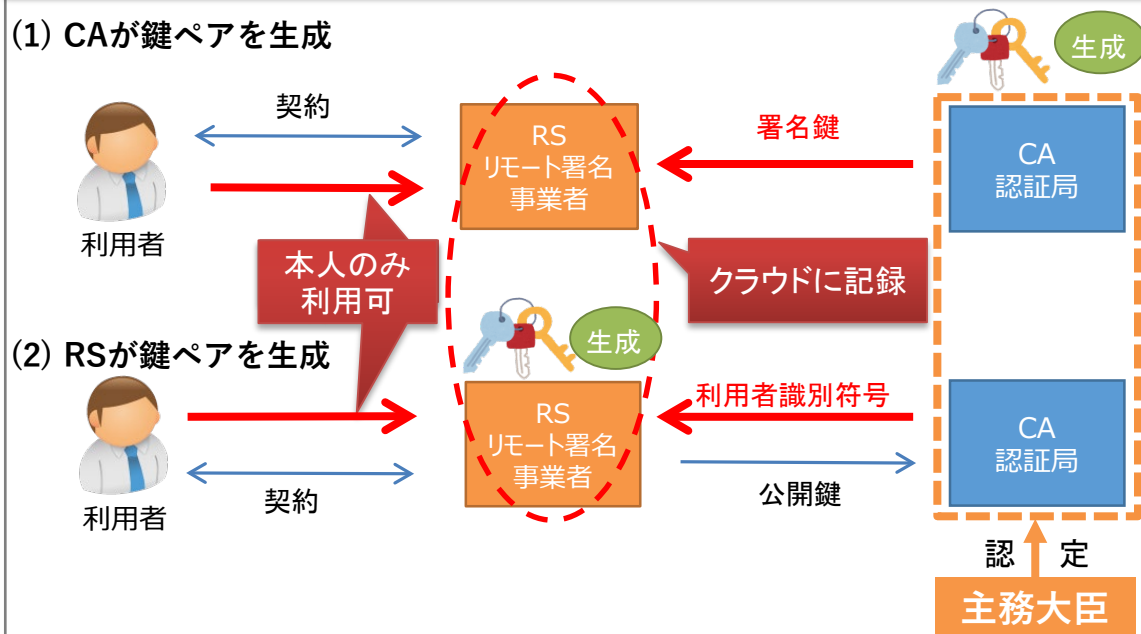 (1) CAが鍵ペアを生成
生成
契約
RS
リモート署名
事業者
署名鍵
CA
認証局
利用者
本人のみ
利用可
クラウドに記録
生成
(2) RSが鍵ペアを生成
RS
リモート署名
事業者
利用者識別符号
CA
認証局
契約
公開鍵
利用者
認 定
主務大臣